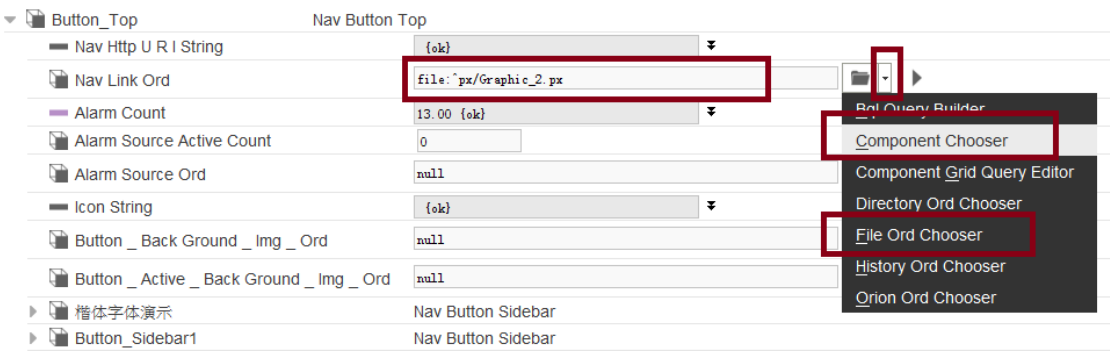 Button_Top Nav Button Top
Nav Http U R I String {ok}
Nav Link Ord file:^px/Graphic_2.px
Alarm Count 13.00 {ok}
Bql Query Builder
Alarm Source Active Count 0
Component Chooser
Alarm Source Ord null
Component Grid Query Editor
Icon String {ok}
Directory Ord Chooser
Button _ Back Ground _ Img _ Ord null
File Ord Chooser
Button _ Active _ Back Ground _ Img _ Ord null
History Ord Chooser
Orion Ord Chooser
楷体字体演示 Nav Button Sidebar
Button_Sidebar1 Nav Button Sidebar